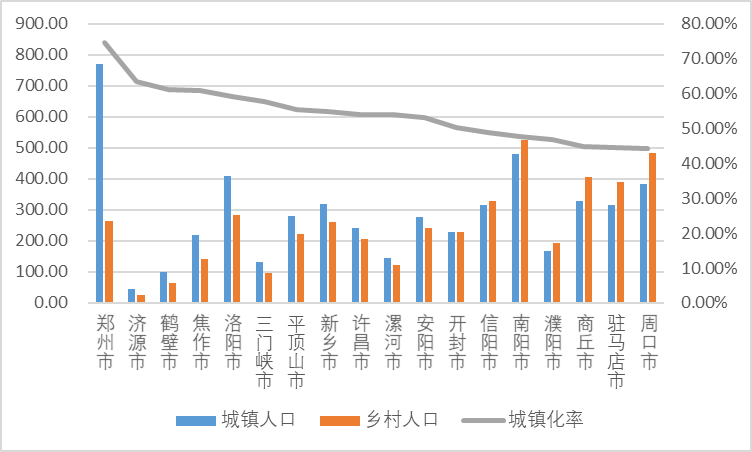 900.00
800.00
700.00
600.00
500.00
400.00
300.00
200.00
100.00
0.00
80.00%
70.00%
60.00%
50.00%
40.00%
30.00%
20.00%
10.00%
0.00%
郑州市
济源市
鹤壁市
焦作市
洛阳市
三门峡市
平顶山市
新乡市
许昌市
漯河市
安阳市
开封市
信阳市
南阳市
濮阳市
商丘市
驻马店市
周口市
城镇人口
乡村人口
城镇化率